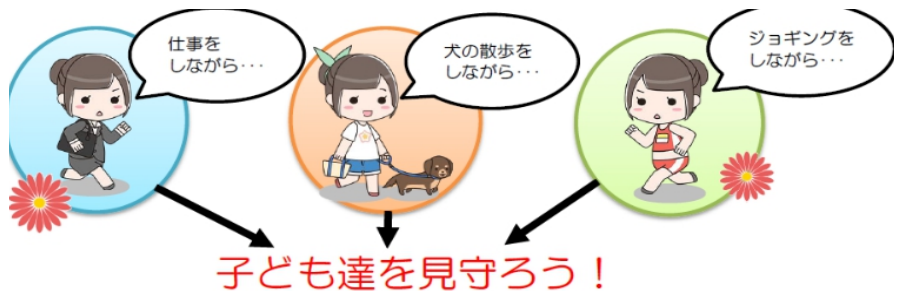 仕事を
しながら･･･
犬の散歩を
しながら･･･
ジョギングを
しながら･･･
子ども達を見守ろう！